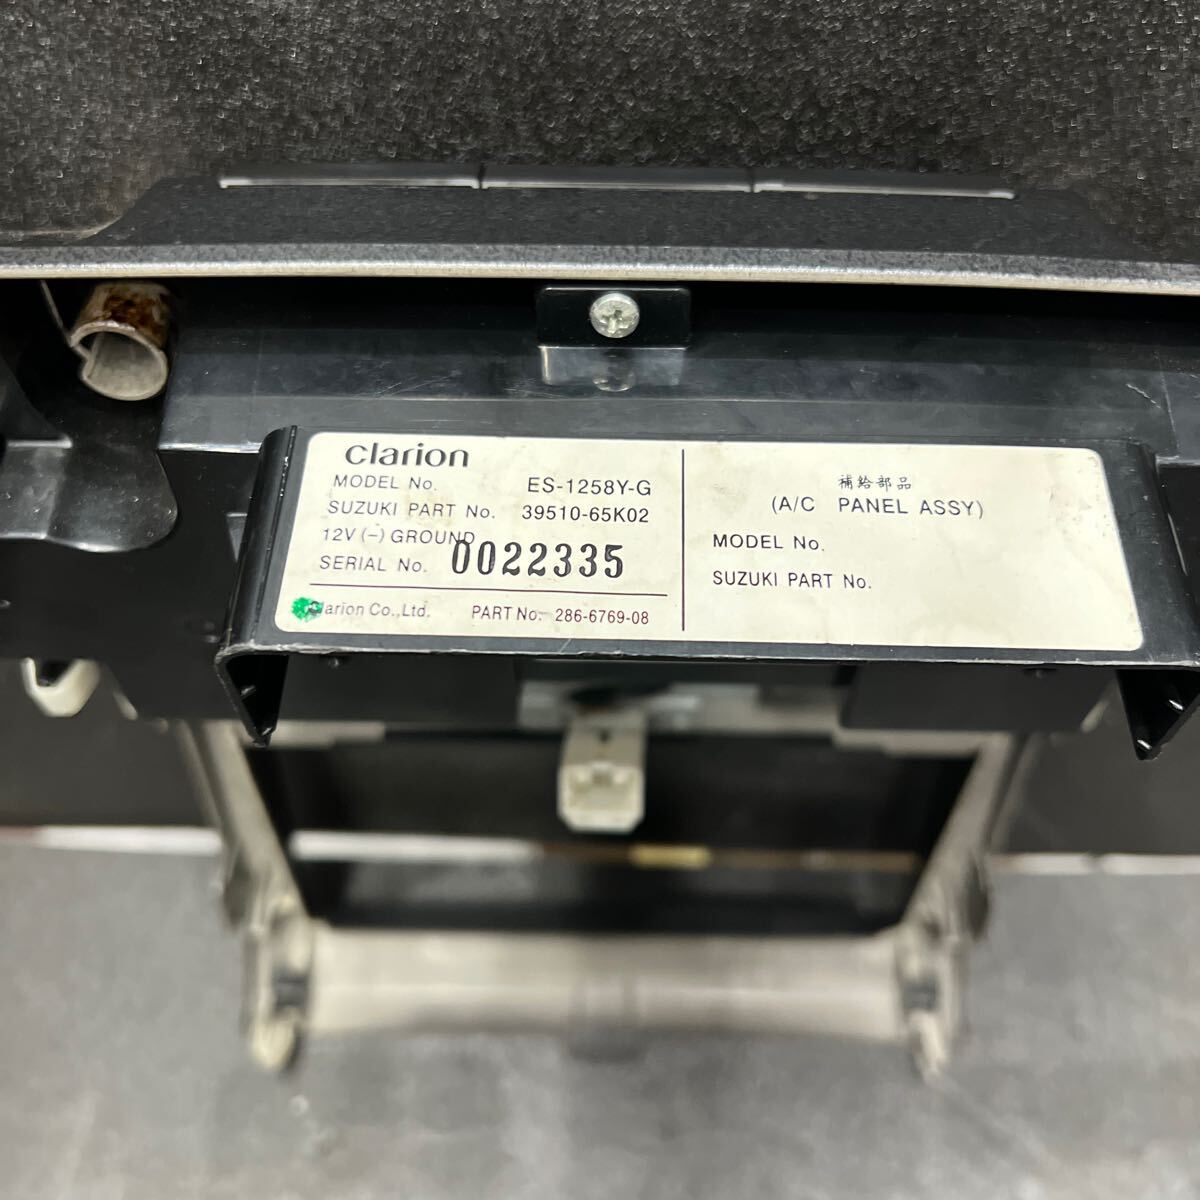 clarion
MODEL No. ES-1258Y-G
SUZUKI PART No. 39510-65K02
12V (−) GROUND
SERIAL No. 0022335
Clarion Co.,Ltd. PART No. 286-6769-08
補給部品
(A/C PANEL ASSY)
MODEL No.
SUZUKI PART No.